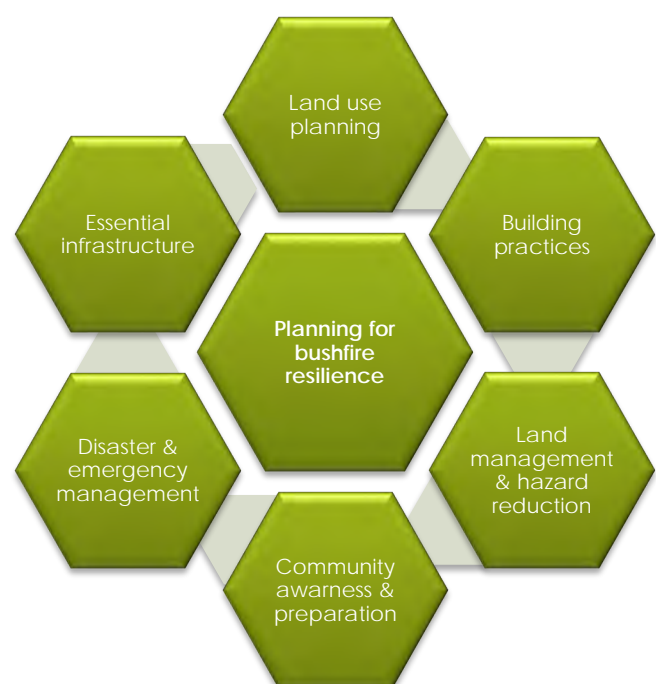 Land use
planning
Building
practices
Land
management
& hazard
reduction
Community
awarness &
preparation
Disaster &
emergency
management
Essential
infrastructure
Planning for
bushfire
resilience